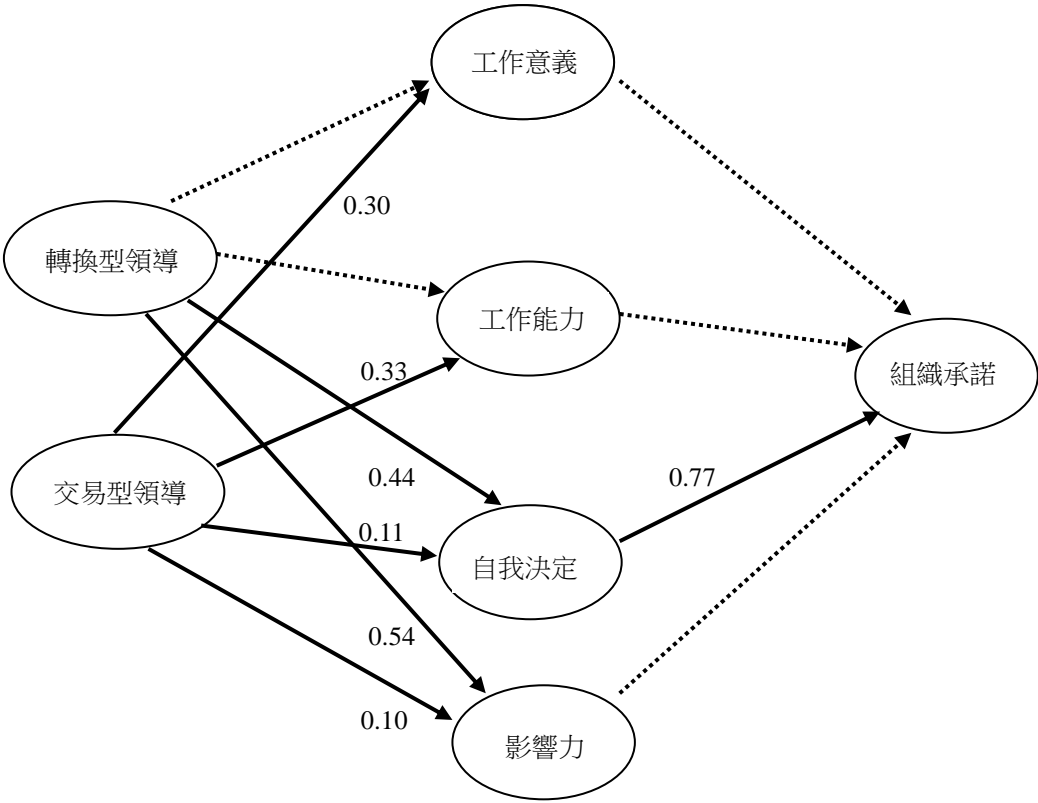 工作意義
0.30
轉換型領導
工作能力
0.33
組織承諾
0.44
0.77
交易型領導
0.11
自我決定
0.54
0.10
影響力